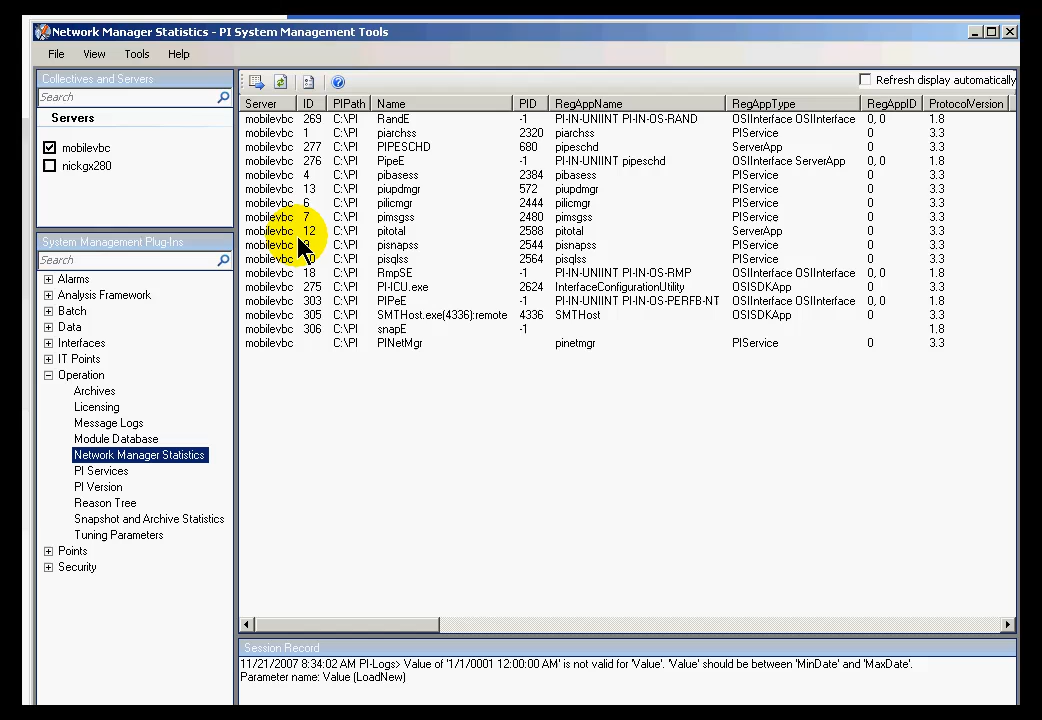 Network Manager Statistics - PI System Management Tools
File View Tools Help
Collectives and Servers
Search
Servers
mobilevbc
nickgx280
System Management Plug-Ins
Search
Alarms
Analysis Framework
Batch
Data
Interfaces
IT Points
Operation
Archives
Licensing
Message Logs
Module Database
Network Manager Statistics
PI Services
PI Version
Reason Tree
Snapshot and Archive Statistics
Tuning Parameters
Points
Security
Refresh display automatically
Server ID PIPath Name PID RegAppName RegAppType RegAppID ProtocolVersion
mobilevbc 269 C:\PI RandE -1 PI-IN-UNIINT PI-IN-OS-RAND OSIInterface OSIInterface 0, 0 1.8
mobilevbc 1 C:\PI piarchss 2320 piarchss PIService 0 3.3
mobilevbc 277 C:\PI PIPESCHD 680 pipeschd ServerApp 0 3.3
mobilevbc 276 C:\PI PipeE -1 PI-IN-UNIINT pipeschd OSIInterface ServerApp 0, 0 1.8
mobilevbc 4 C:\PI pibasess 2384 pibasess PIService 0 3.3
mobilevbc 13 C:\PI piupdmgr 572 piupdmgr PIService 0 3.3
mobilevbc 6 C:\PI pilicmgr 2444 pilicmgr PIService 0 3.3
mobilevbc 7 C:\PI pimsgss 2480 pimsgss PIService 0 3.3
mobilevbc 12 C:\PI pitotal 2588 pitotal ServerApp 0 3.3
mobilevbc C:\PI pisnapss 2544 pisnapss PIService 0 3.3
mobilevbc C:\PI pisqlss 2564 pisqlss PIService 0 3.3
mobilevbc 18 C:\PI RmpSE -1 PI-IN-UNIINT PI-IN-OS-RMP OSIInterface OSIInterface 0, 0 1.8
mobilevbc 275 C:\PI PI-ICU.exe 2624 InterfaceConfigurationUtility OSISDKApp 0 3.3
mobilevbc 303 C:\PI PIPeE -1 PI-IN-UNIINT PI-IN-OS-PERFB-NT OSIInterface OSIInterface 0, 0 1.8
mobilevbc 305 C:\PI SMTHost.exe(4336):remote 4336 SMTHost OSISDKApp 0 3.3
mobilevbc 306 C:\PI snapE -1 1.8
mobilevbc C:\PI PINetMgr pinetmgr PIService 0 3.3
Session Record
11/21/2007 8:34:02 AM PI-Logs> Value of '1/1/0001 12:00:00 AM' is not valid for 'Value'. 'Value' should be between 'MinDate' and 'MaxDate'.
Parameter name: Value (LoadNew)